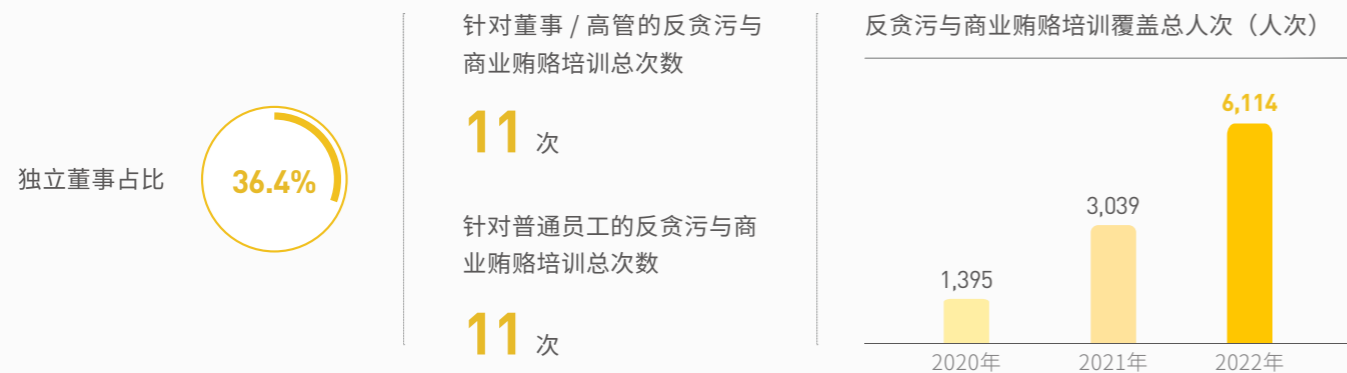 独立董事占比
36.4%
针对董事 / 高管的反贪污与
商业贿赂培训总次数
11 次
针对普通员工的反贪污与商
业贿赂培训总次数
11 次
反贪污与商业贿赂培训覆盖总人次（人次）
1,395
3,039
6,114
2020年
2021年
2022年